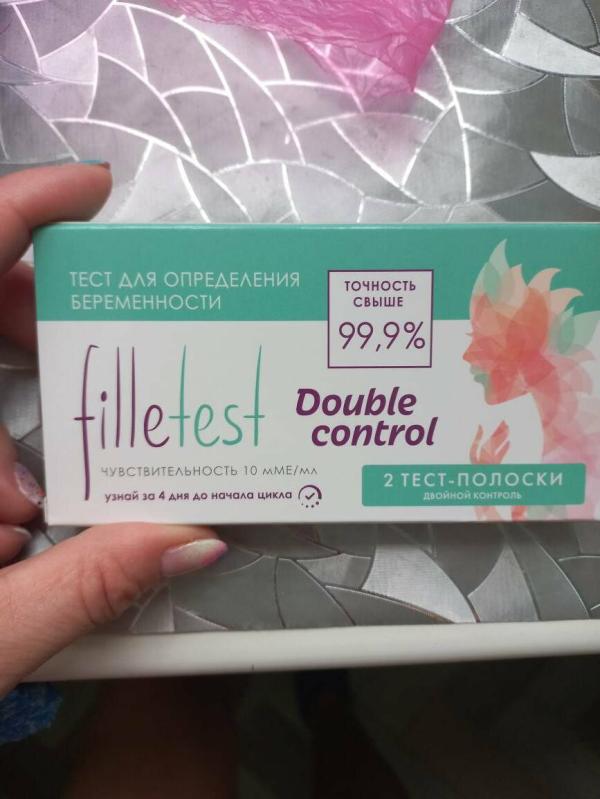 ТЕСТ ДЛЯ ОПРЕДЕЛЕНИЯ
БЕРЕМЕННОСТИ
ТОЧНОСТЬ
СВЫШЕ
99,9%
filletest
Double
control
ЧУВСТВИТЕЛЬНОСТЬ 10 мМЕ/мл
узнай за 4 дня до начала цикла
2 ТЕСТ-ПОЛОСКИ
ДВОЙНОЙ КОНТРОЛЬ